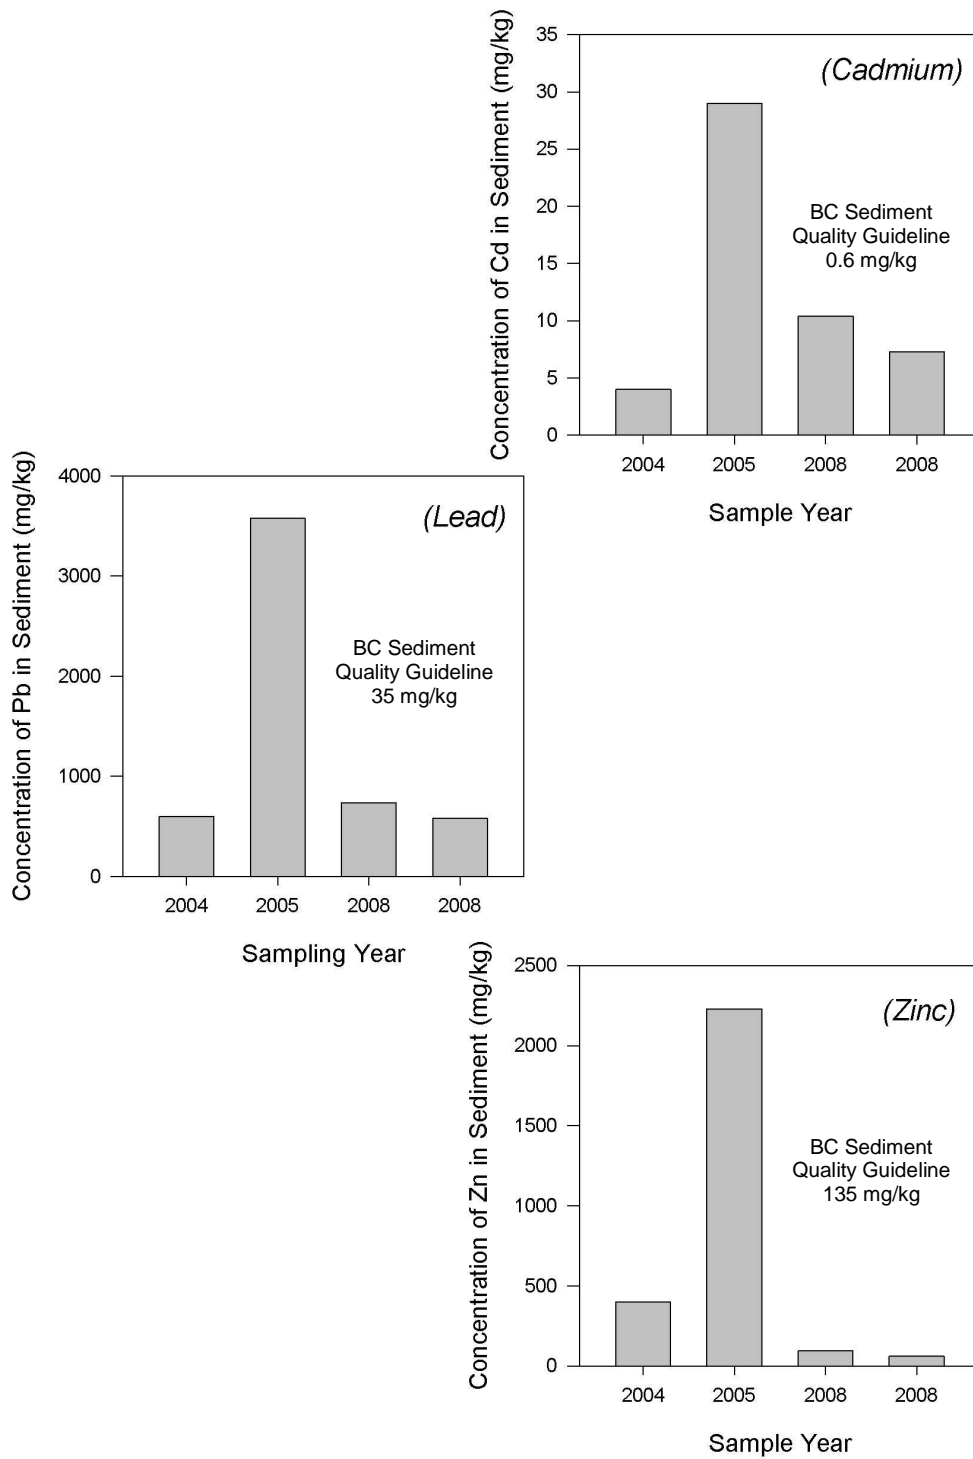 Concentration of Cd in Sediment (mg/kg)
35
30
25
20
15
10
5
0
(Cadmium)
BC Sediment
Quality Guideline
0.6 mg/kg
2004 2005 2008 2008
Sample Year
Concentration of Pb in Sediment (mg/kg)
4000
3000
2000
1000
0
(Lead)
BC Sediment
Quality Guideline
35 mg/kg
2004 2005 2008 2008
Sampling Year
Concentration of Zn in Sediment (mg/kg)
2500
2000
1500
1000
500
0
(Zinc)
BC Sediment
Quality Guideline
135 mg/kg
2004 2005 2008 2008
Sample Year